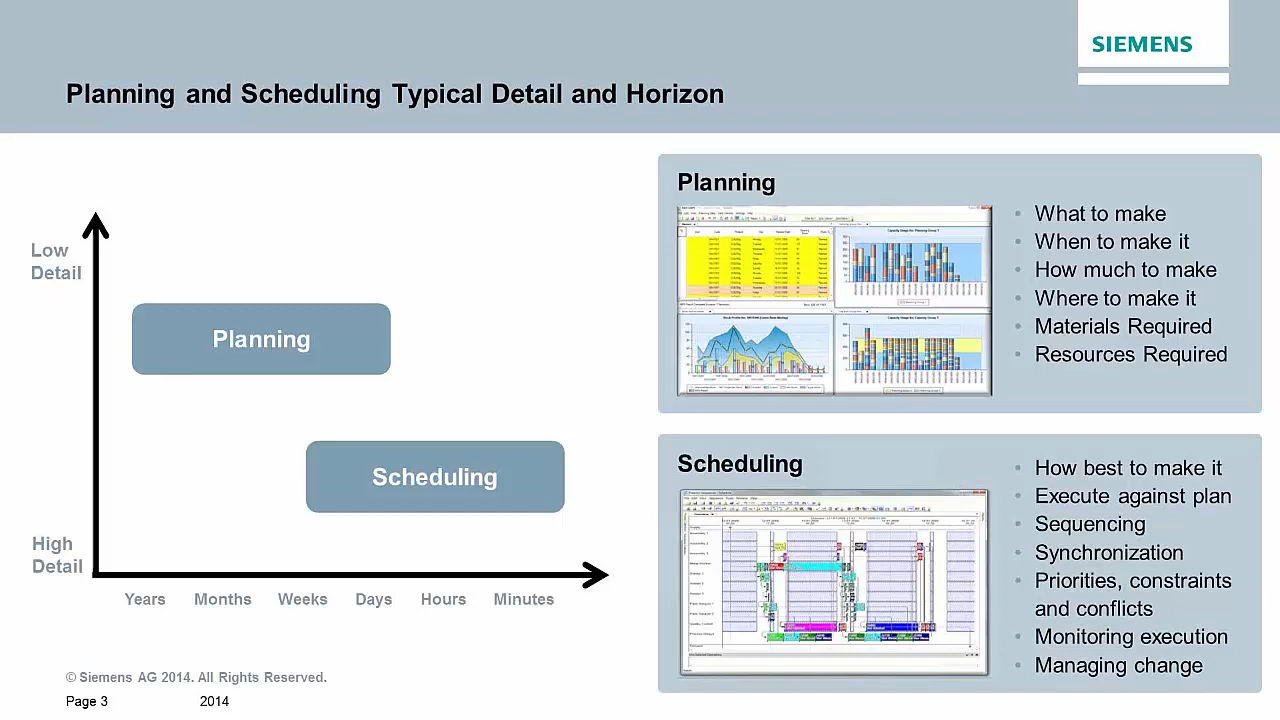 SIEMENS
Planning and Scheduling Typical Detail and Horizon
Low
Detail
Planning
Scheduling
High
Detail
Years Months Weeks Days Hours Minutes
Planning
• What to make
• When to make it
• How much to make
• Where to make it
• Materials Required
• Resources Required
Scheduling
• How best to make it
• Execute against plan
• Sequencing
• Synchronization
• Priorities, constraints
and conflicts
• Monitoring execution
• Managing change
© Siemens AG 2014. All Rights Reserved.
Page 3 2014